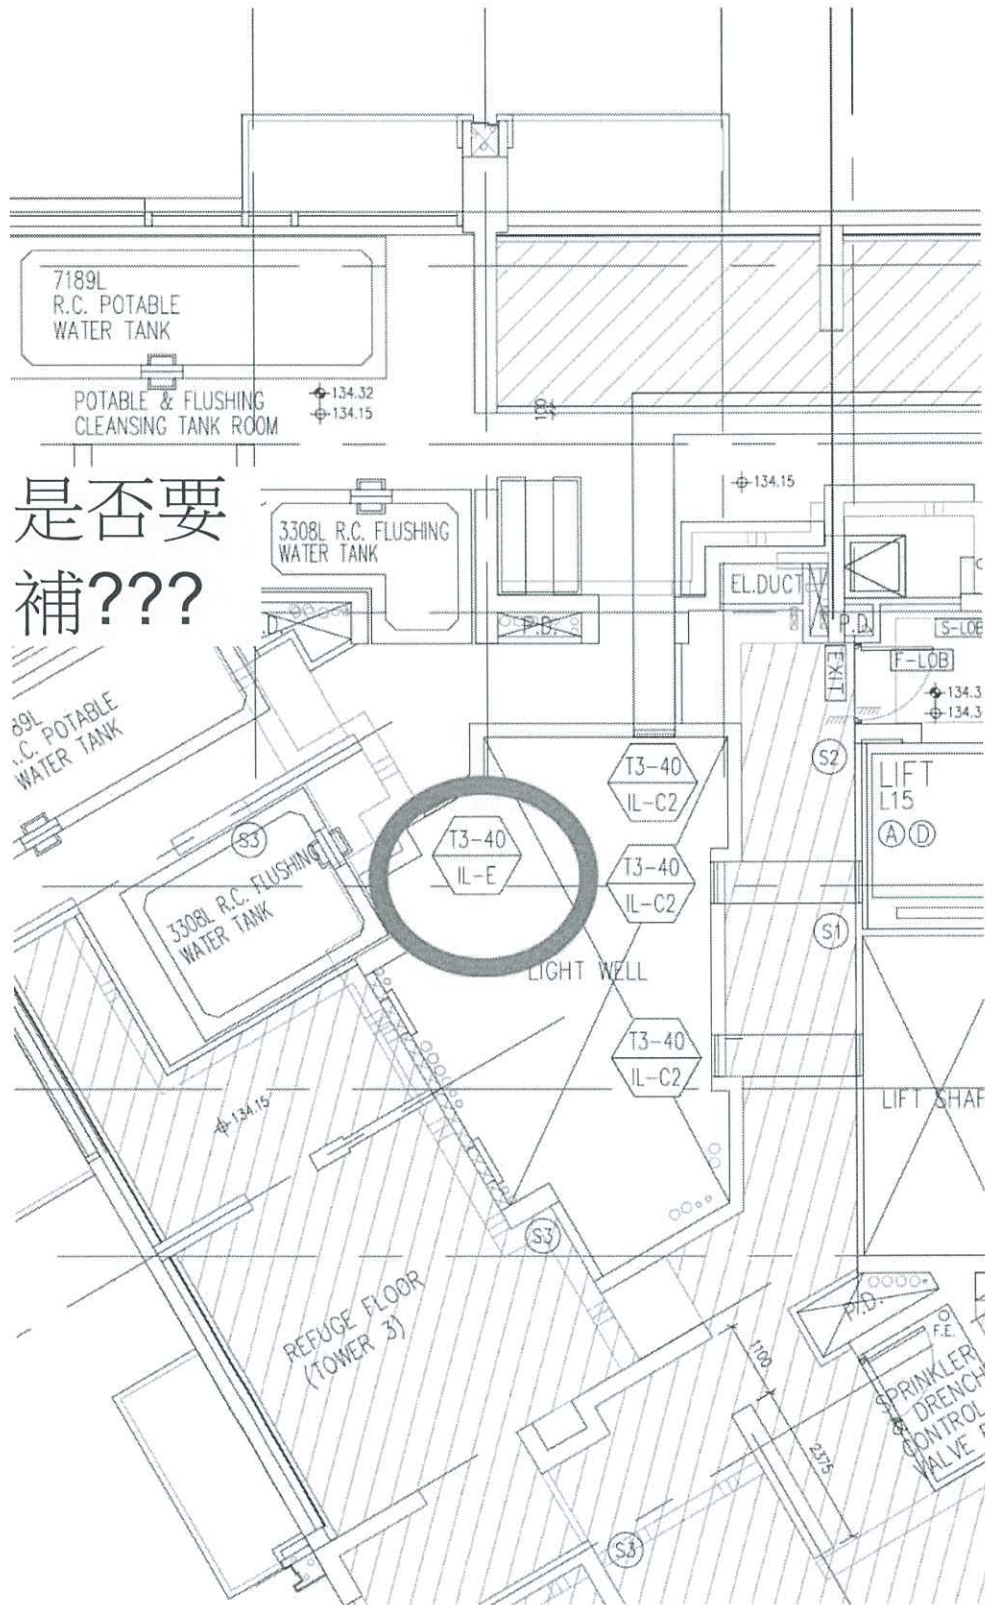 7189L
R.C. POTABLE
WATER TANK
POTABLE & FLUSHING
CLEANSING TANK ROOM
134.32
134.15
100
134.15
是否要
補???
3308L R.C. FLUSHING
WATER TANK
EL.DUCT
P.D.
P.D.
S-LOB
F-LOB
EXIT
134.3
134.3
89L
R.C. POTABLE
WATER TANK
T3-40
IL-C2
S2
LIFT
L15
A D
S3
T3-40
IL-E
T3-40
IL-C2
3308L R.C. FLUSHING
WATER TANK
S1
LIGHT WELL
T3-40
IL-C2
LIFT SHAF
134.15
S3
REFUGE FLOOR
(TOWER 3)
P.D.
F.E.
1100
PRINKLER
DRENCH
CONTROL
VALVE
2375
S3